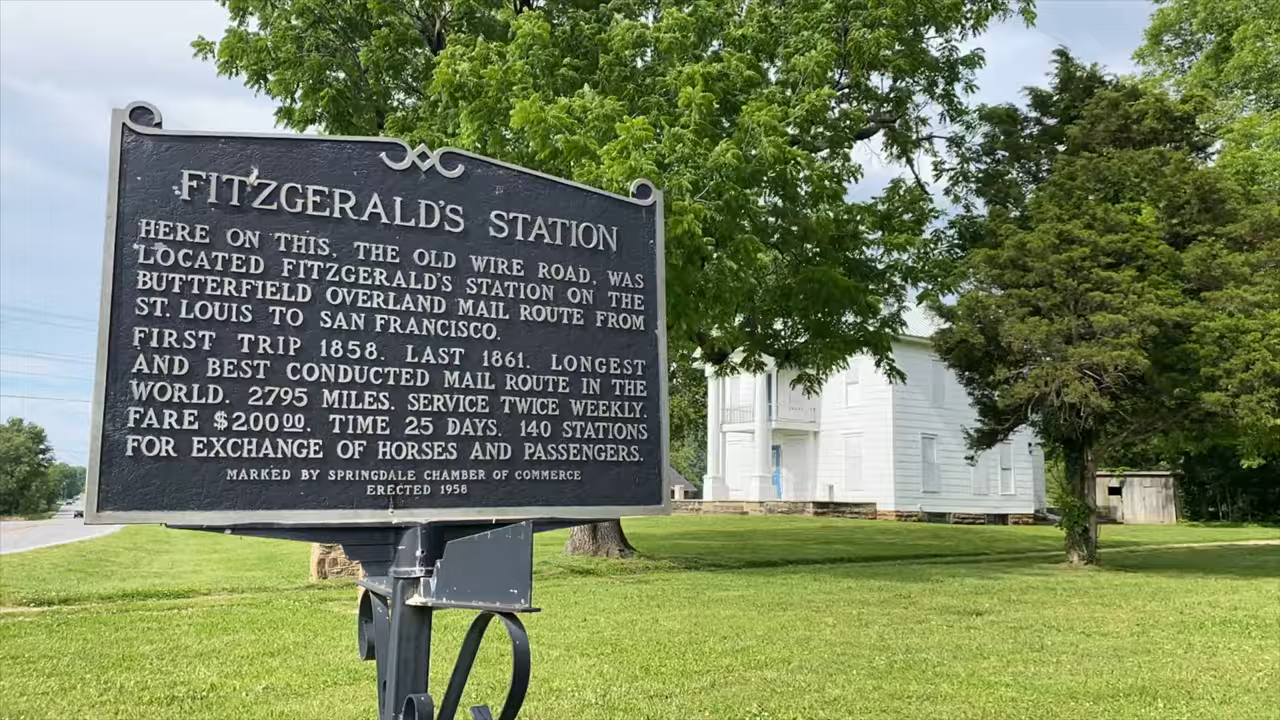 FITZGERALD'S STATION
HERE ON THIS, THE OLD WIRE ROAD, WAS
LOCATED FITZGERALD'S STATION ON THE
BUTTERFIELD OVERLAND MAIL ROUTE FROM
ST. LOUIS TO SAN FRANCISCO.
FIRST TRIP 1858. LAST 1861. LONGEST
AND BEST CONDUCTED MAIL ROUTE IN THE
WORLD. 2795 MILES. SERVICE TWICE WEEKLY.
FARE $200.00. TIME 25 DAYS. 140 STATIONS
FOR EXCHANGE OF HORSES AND PASSENGERS.
MARKED BY SPRINGDALE CHAMBER OF COMMERCE
ERECTED 1958